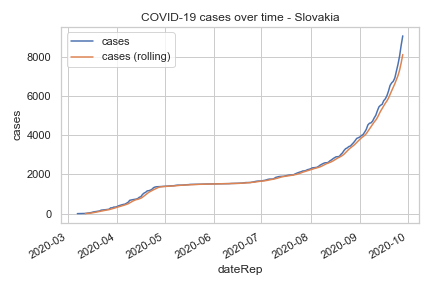 COVID-19 cases over time - Slovakia
cases
cases (rolling)
8000
6000
4000
2000
0
cases
2020-03
2020-04
2020-05
2020-06
2020-07
2020-08
2020-09
2020-10
dateRep